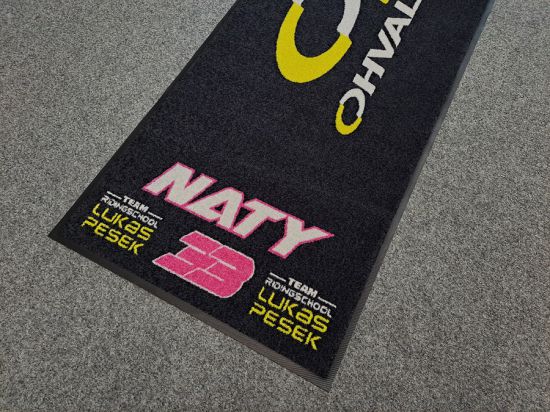 OHVAL
NATY
33
TEAM
RIDINGSCHOOL
LUKAS
PESEK
TEAM
RIDINGSCHOOL
LUKAS
PESEK